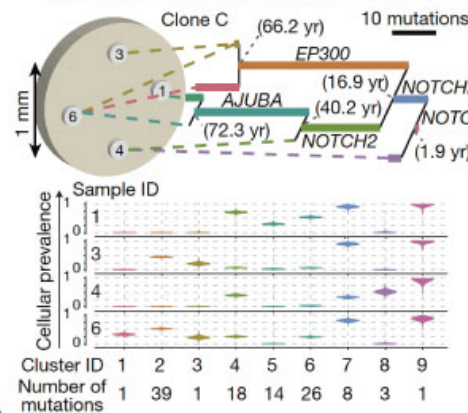 Clone C
(66.2 yr)
10 mutations
EP300
3
(16.9 yr)
1
AJUBA
(40.2 yr)
1 mm
6
(72.3 yr)
NOTCH2
4
(1.9 yr)
Sample ID
Cellular prevalence
1
0
1
1
0
3
1
0
4
1
0
6
Cluster ID 1 2 3 4 5 6 7 8 9
Number of mutations 1 39 1 18 14 26 8 3 1